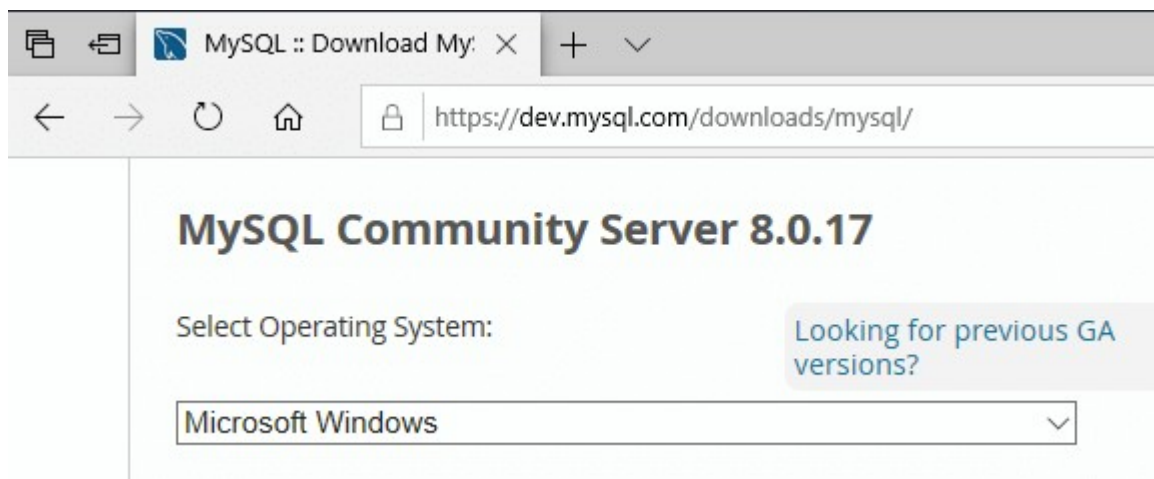 MySQL :: Download My:
https://dev.mysql.com/downloads/mysql/
MySQL Community Server 8.0.17
Select Operating System:
Looking for previous GA
versions?
Microsoft Windows